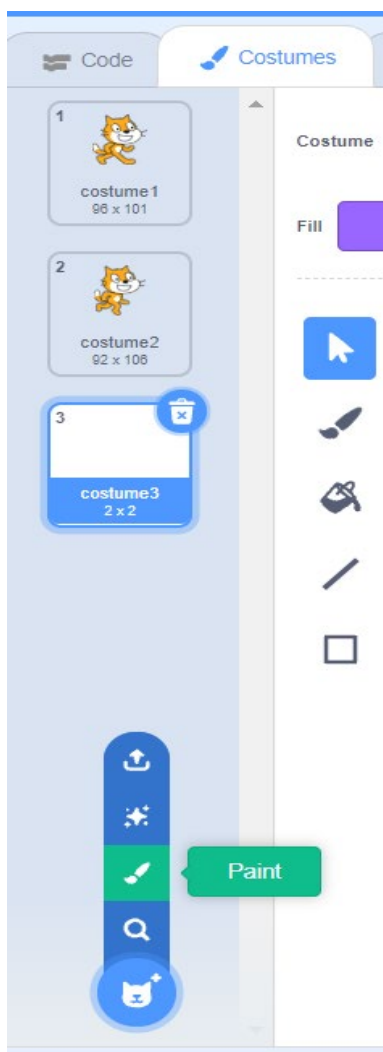 Code
Costumes
1
costume1
96 x 101
2
costume2
92 x 106
3
costume3
2 x 2
Costume
Fill
Paint